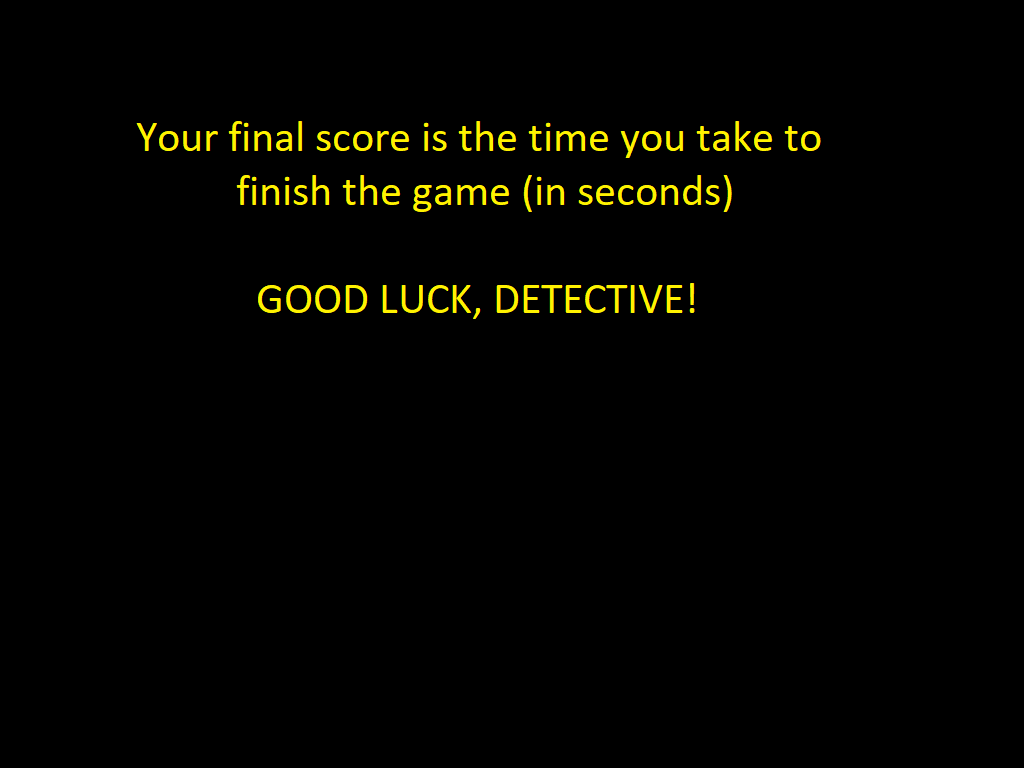 Your final score is the time you take to
finish the game (in seconds)
GOOD LUCK, DETECTIVE!